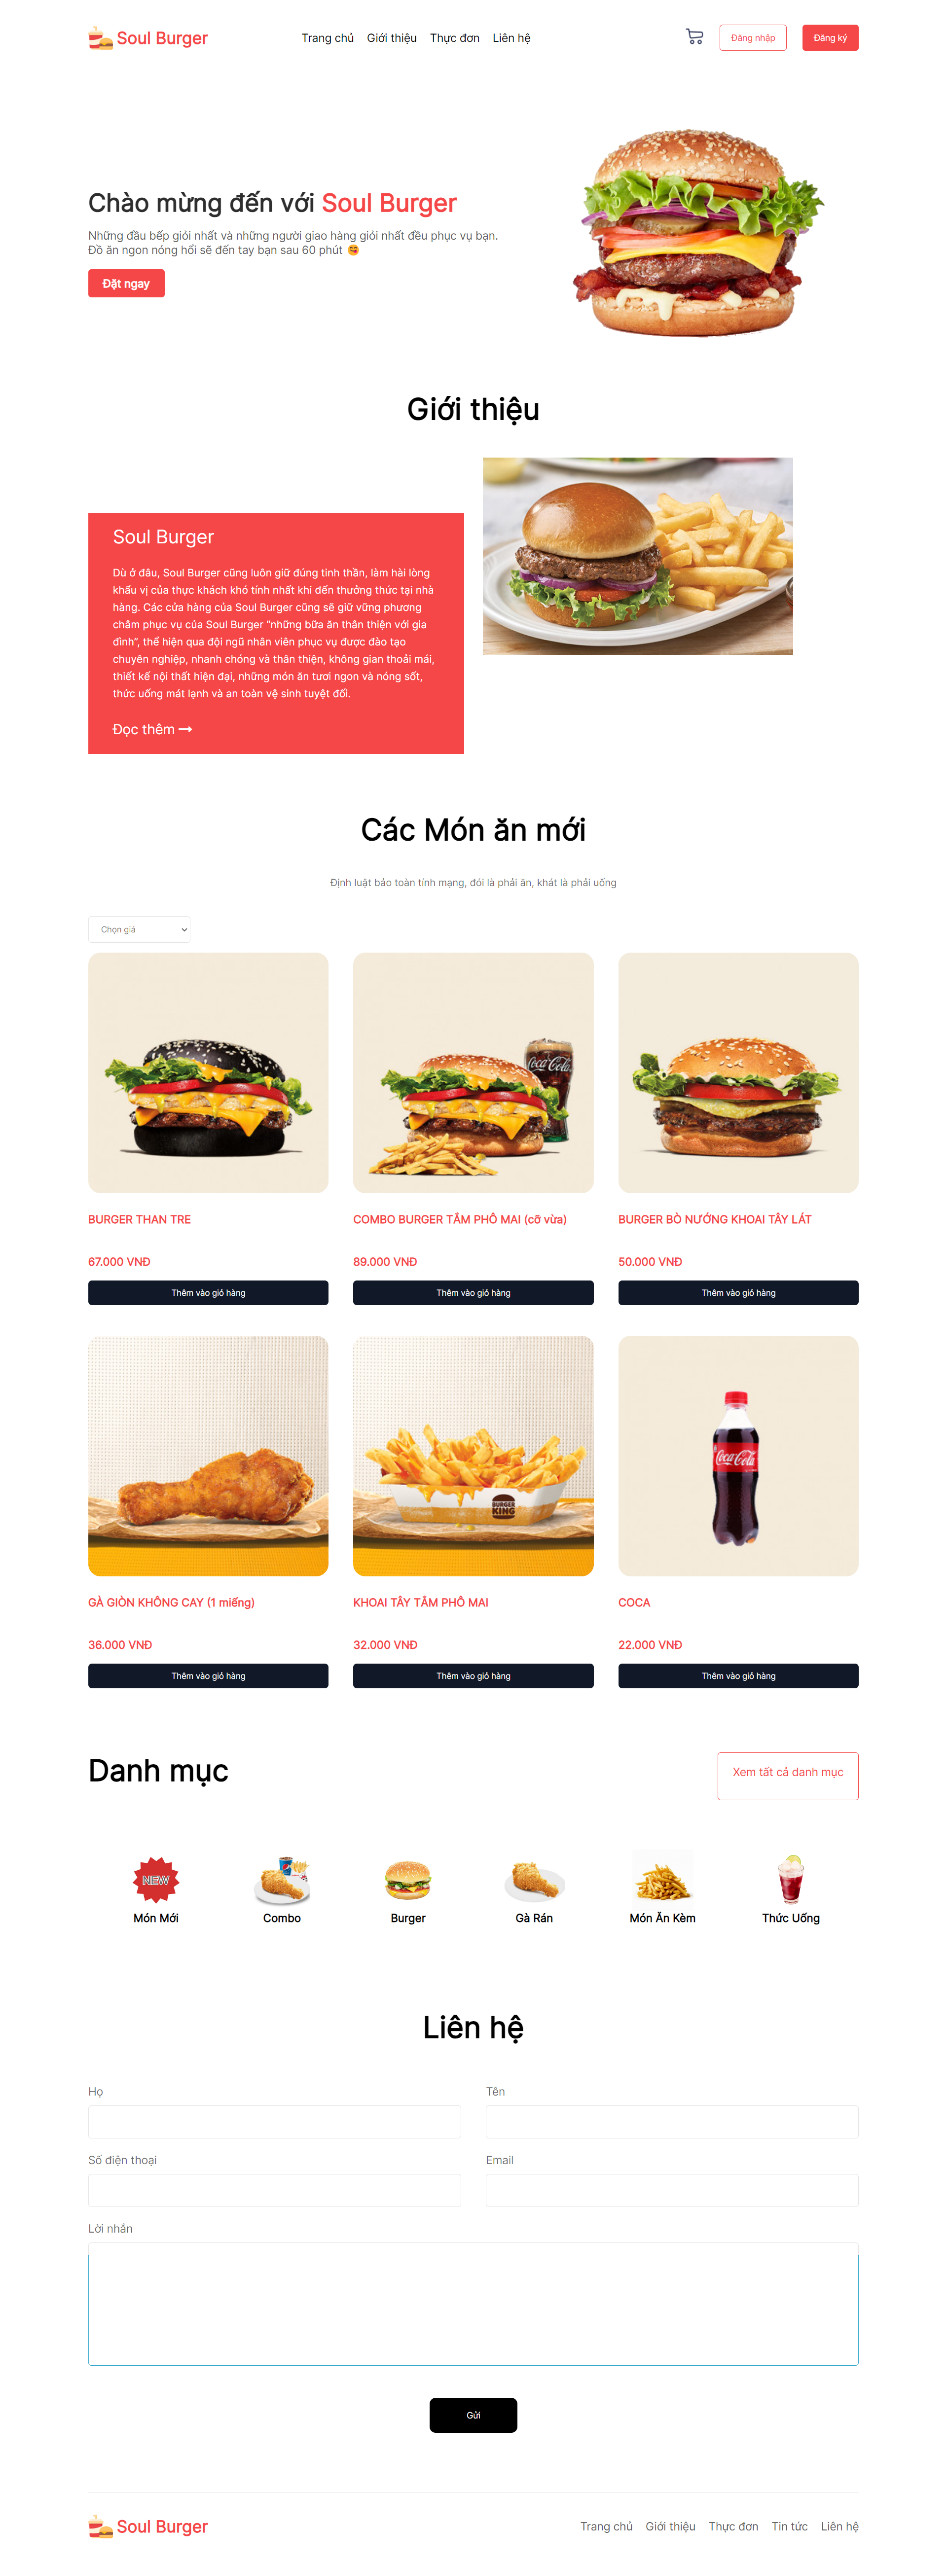 Soul Burger
Trang chủ Giới thiệu Thực đơn Liên hệ
Đăng nhập Đăng ký
Chào mừng đến với Soul Burger
Những đầu bếp giỏi nhất và những người giao hàng giỏi nhất đều phục vụ bạn.
Đồ ăn ngon nóng hổi sẽ đến tay bạn sau 60 phút 😋
Đặt ngay
Giới thiệu
Soul Burger
Dù ở đâu, Soul Burger cũng luôn giữ đúng tinh thần, làm hài lòng
khẩu vị của thực khách khó tính nhất khi đến thưởng thức tại nhà
hàng. Các cửa hàng của Soul Burger cũng sẽ giữ vững phương
châm phục vụ của Soul Burger “những bữa ăn thân thiện với gia
đình”, thể hiện qua đội ngũ nhân viên phục vụ được đào tạo
chuyên nghiệp, nhanh chóng và thân thiện, không gian thoải mái,
thiết kế nội thất hiện đại, những món ăn tươi ngon và nóng sốt,
thức uống mát lạnh và an toàn vệ sinh tuyệt đối.
Đọc thêm →
Các Món ăn mới
Định luật bảo toàn tính mạng, đói là phải ăn, khát là phải uống
Chọn giá
Coca-Cola
BURGER THAN TRE
COMBO BURGER TẮM PHÔ MAI (cỡ vừa)
BURGER BÒ NƯỚNG KHOAI TÂY LÁT
67.000 VNĐ
89.000 VNĐ
50.000 VNĐ
Thêm vào giỏ hàng
Thêm vào giỏ hàng
Thêm vào giỏ hàng
BURGER
KING
Coca-Cola
GÀ GIÒN KHÔNG CAY (1 miếng)
KHOAI TÂY TẮM PHÔ MAI
COCA
36.000 VNĐ
32.000 VNĐ
22.000 VNĐ
Thêm vào giỏ hàng
Thêm vào giỏ hàng
Thêm vào giỏ hàng
Danh mục
Xem tất cả danh mục
NEW
Món Mới
Combo
Burger
Gà Rán
Món Ăn Kèm
Thức Uống
Liên hệ
Họ
Tên
Số điện thoại
Email
Lời nhắn
Gửi
Soul Burger
Trang chủ Giới thiệu Thực đơn Tin tức Liên hệ